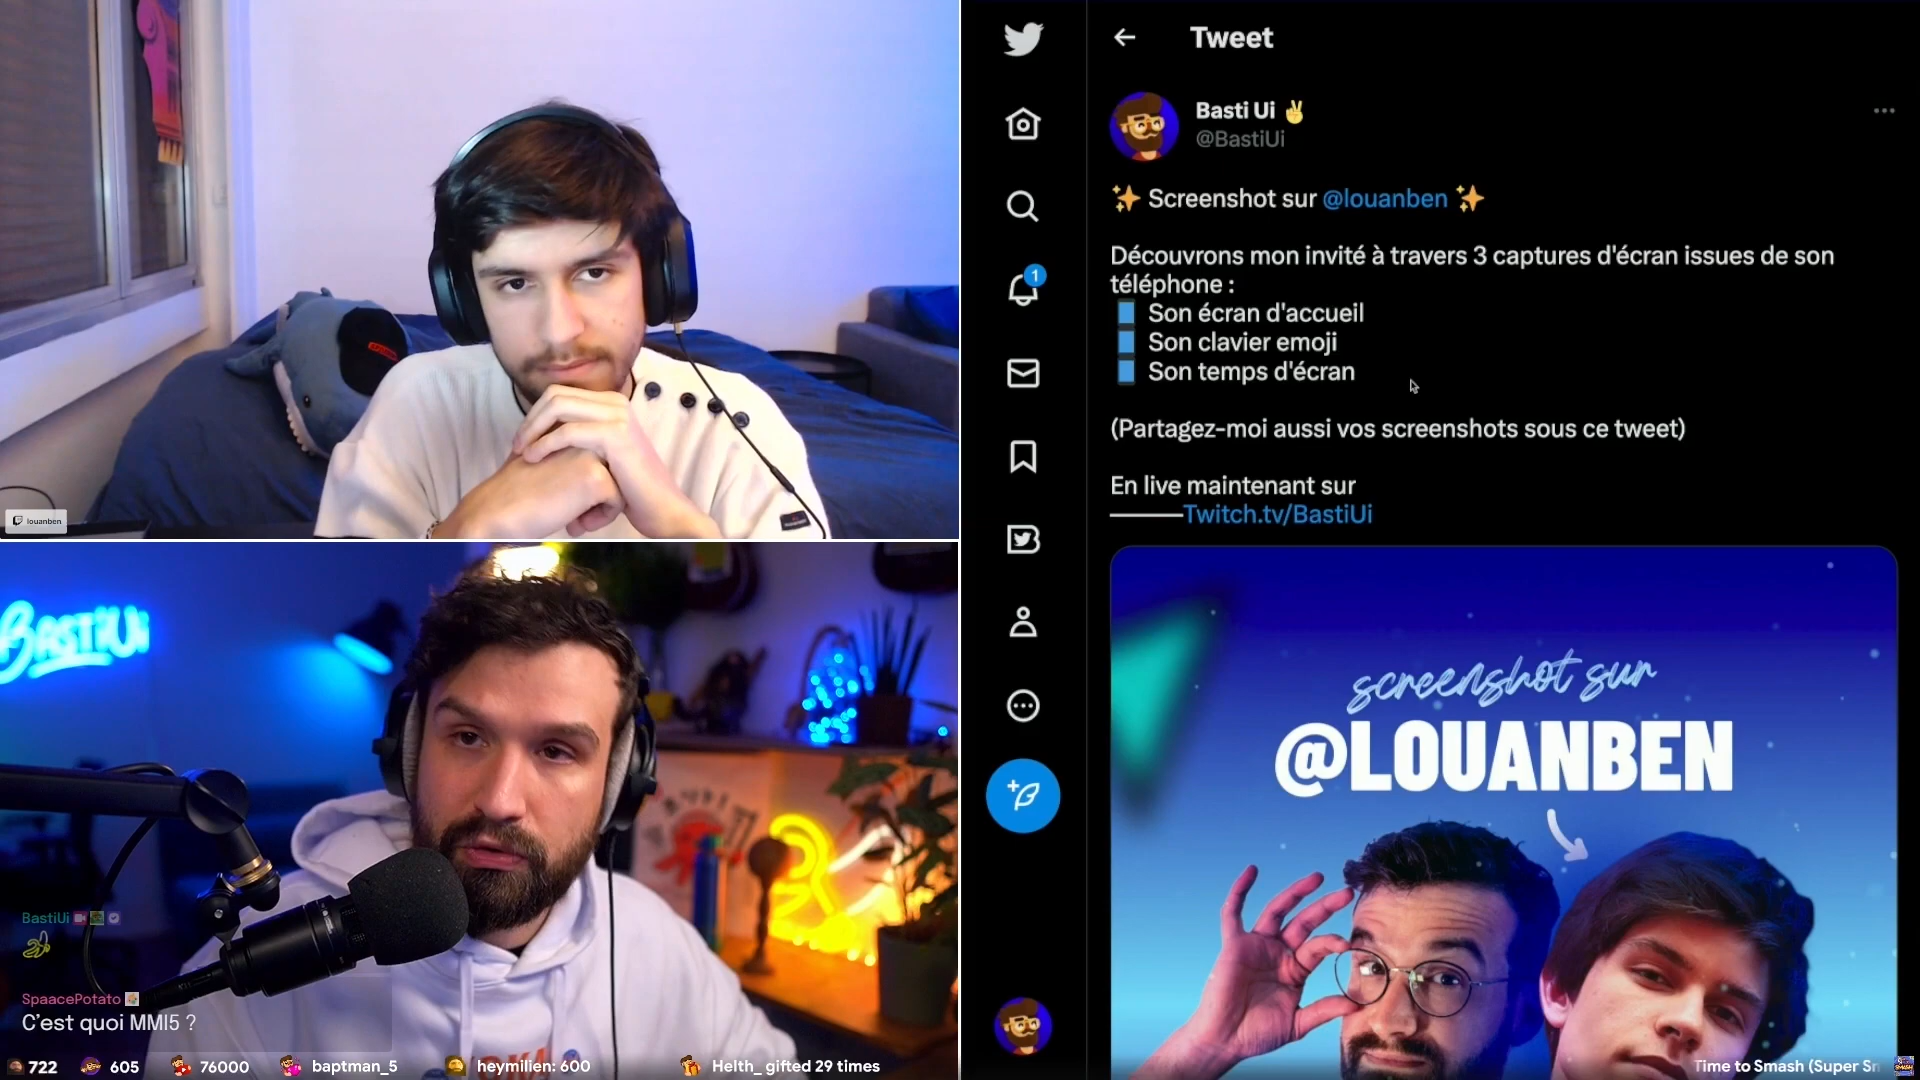 louanben
BastiUi
BastiUi
SpaacePotato
C'est quoi MMI5 ?
722
605
76000
baptman_5
heymilien: 600
Helth_ gifted 29 times
Tweet
Basti Ui
@BastiUi
1
Screenshot sur @louanben
Découvrons mon invité à travers 3 captures d'écran issues de son
téléphone :
Son écran d'accueil
Son clavier emoji
Son temps d'écran
(Partagez-moi aussi vos screenshots sous ce tweet)
En live maintenant sur
Twitch.tv/BastiUi
screenshot sur
@LOUANBEN
Time to Smash (Super